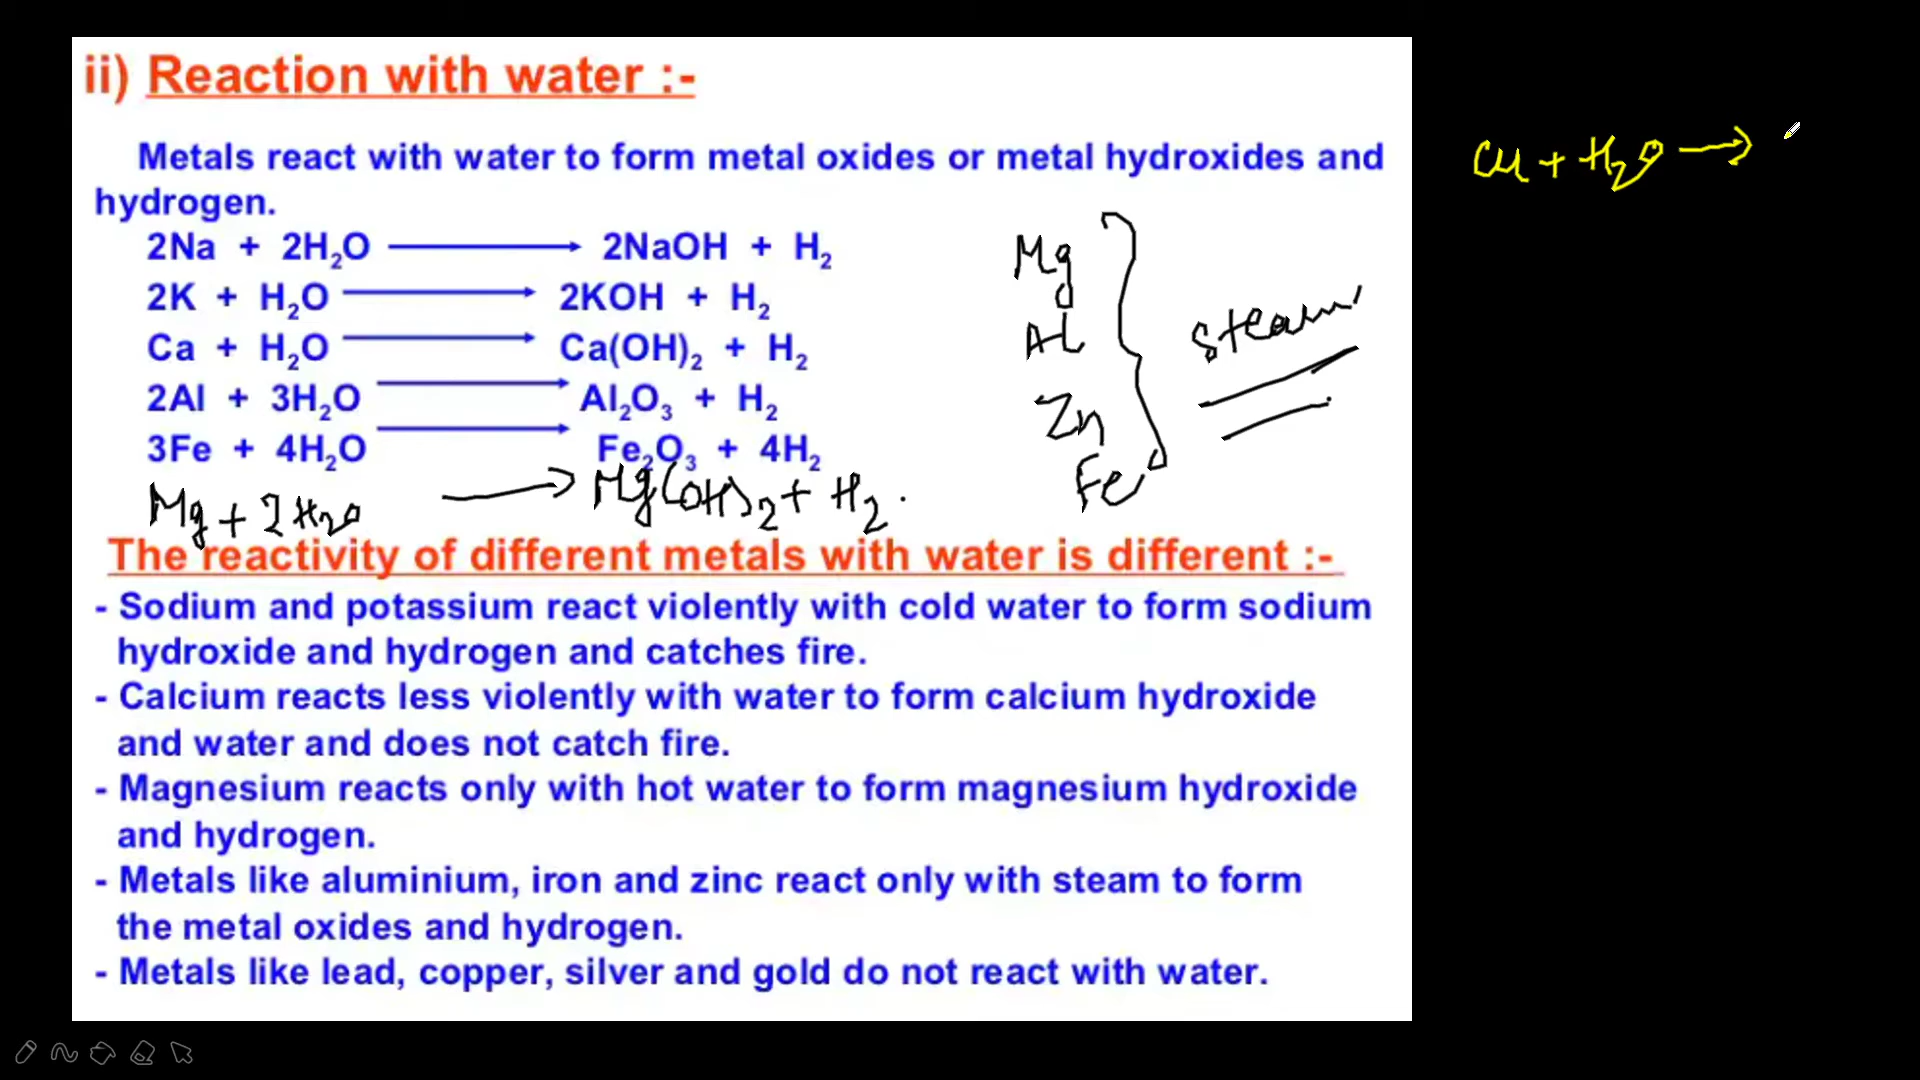 ii) Reaction with water :-
Metals react with water to form metal oxides or metal hydroxides and
hydrogen.
2Na + 2H₂O ⟶ 2NaOH + H₂
2K + H₂O ⟶ 2KOH + H₂
Ca + H₂O ⟶ Ca(OH)₂ + H₂
2Al + 3H₂O ⟶ Al₂O₃ + H₂
3Fe + 4H₂O ⟶ Fe₂O₃ + 4H₂
Mg + 2H₂O ⟶ Mg(OH)₂ + H₂.
Mg
Al
Zn
Fe
steam
Cu + H₂O ⟶
The reactivity of different metals with water is different :-
- Sodium and potassium react violently with cold water to form sodium
hydroxide and hydrogen and catches fire.
- Calcium reacts less violently with water to form calcium hydroxide
and water and does not catch fire.
- Magnesium reacts only with hot water to form magnesium hydroxide
and hydrogen.
- Metals like aluminium, iron and zinc react only with steam to form
the metal oxides and hydrogen.
- Metals like lead, copper, silver and gold do not react with water.